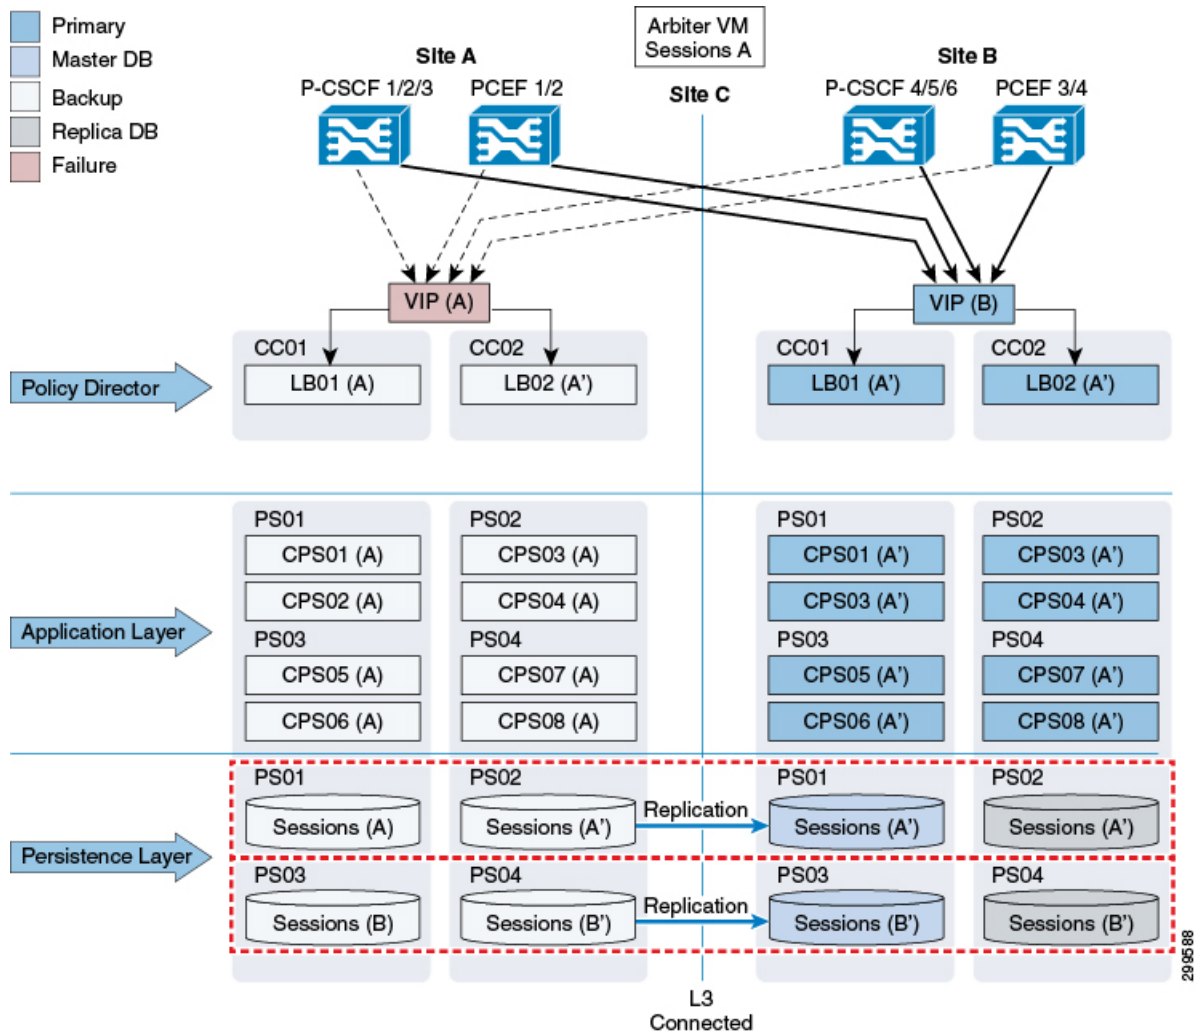 Primary
Master DB
Backup
Replica DB
Failure
Arbiter VM
Sessions A
Site A
Site B
Site C
P-CSCF 1/2/3
PCEF 1/2
P-CSCF 4/5/6
PCEF 3/4
VIP (A)
VIP (B)
Policy Director
CC01
CC02
CC01
CC02
LB01 (A)
LB02 (A')
LB01 (A')
LB02 (A')
Application Layer
PS01
PS02
PS01
PS02
CPS01 (A)
CPS03 (A)
CPS01 (A')
CPS03 (A')
CPS02 (A)
CPS04 (A)
CPS03 (A')
CPS04 (A')
PS03
PS04
PS03
PS04
CPS05 (A)
CPS07 (A)
CPS05 (A')
CPS07 (A')
CPS06 (A)
CPS08 (A)
CPS06 (A')
CPS08 (A')
Persistence Layer
PS01
PS02
PS01
PS02
Replication
Sessions (A)
Sessions (A')
Sessions (A')
Sessions (A')
PS03
PS04
PS03
PS04
Replication
Sessions (B)
Sessions (B')
Sessions (B')
Sessions (B')
L3
Connected
299588